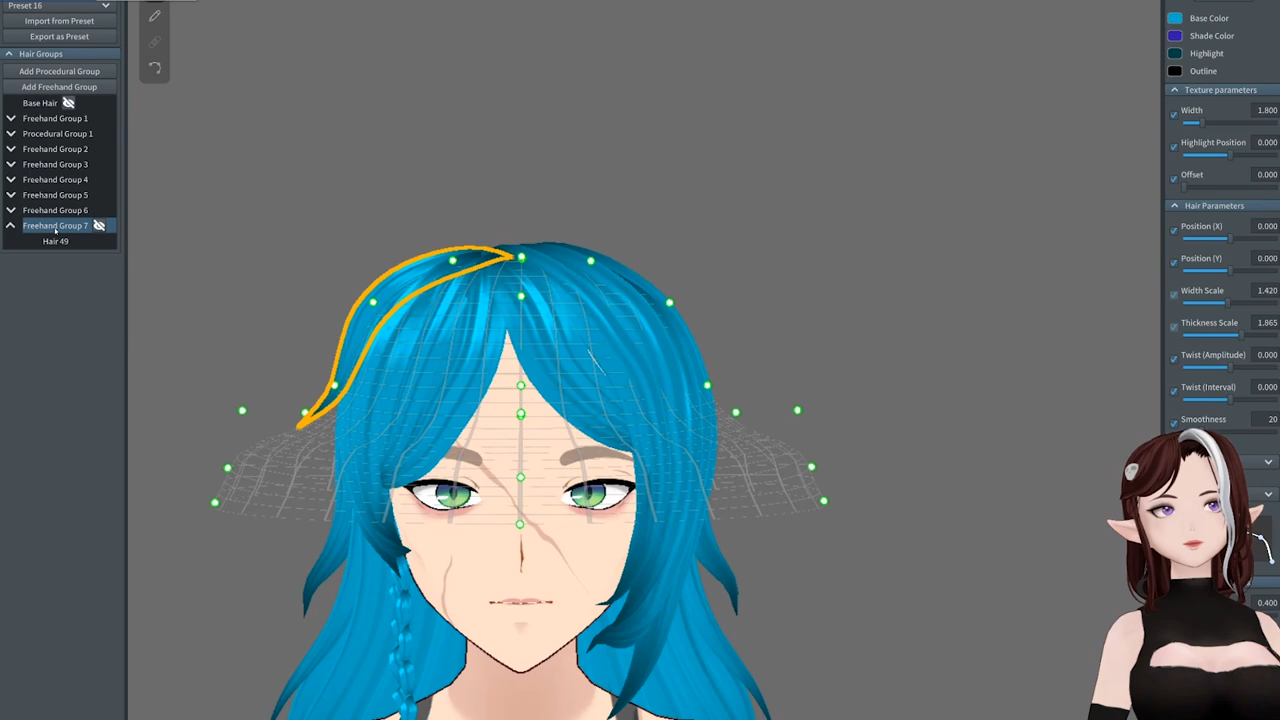 Preset 16
Import from Preset
Export as Preset
Hair Groups
Add Procedural Group
Add Freehand Group
Base Hair
Freehand Group 1
Procedural Group 1
Freehand Group 2
Freehand Group 3
Freehand Group 4
Freehand Group 5
Freehand Group 6
Freehand Group 7
Hair 49
Base Color
Shade Color
Highlight
Outline
Texture parameters
Width 1.800
Highlight Position 0.000
Offset 0.000
Hair Parameters
Position (X) 0.000
Position (Y) 0.000
Width Scale 1.420
Thickness Scale 1.865
Twist (Amplitude) 0.000
Twist (Interval) 0.000
Smoothness 20
0.400